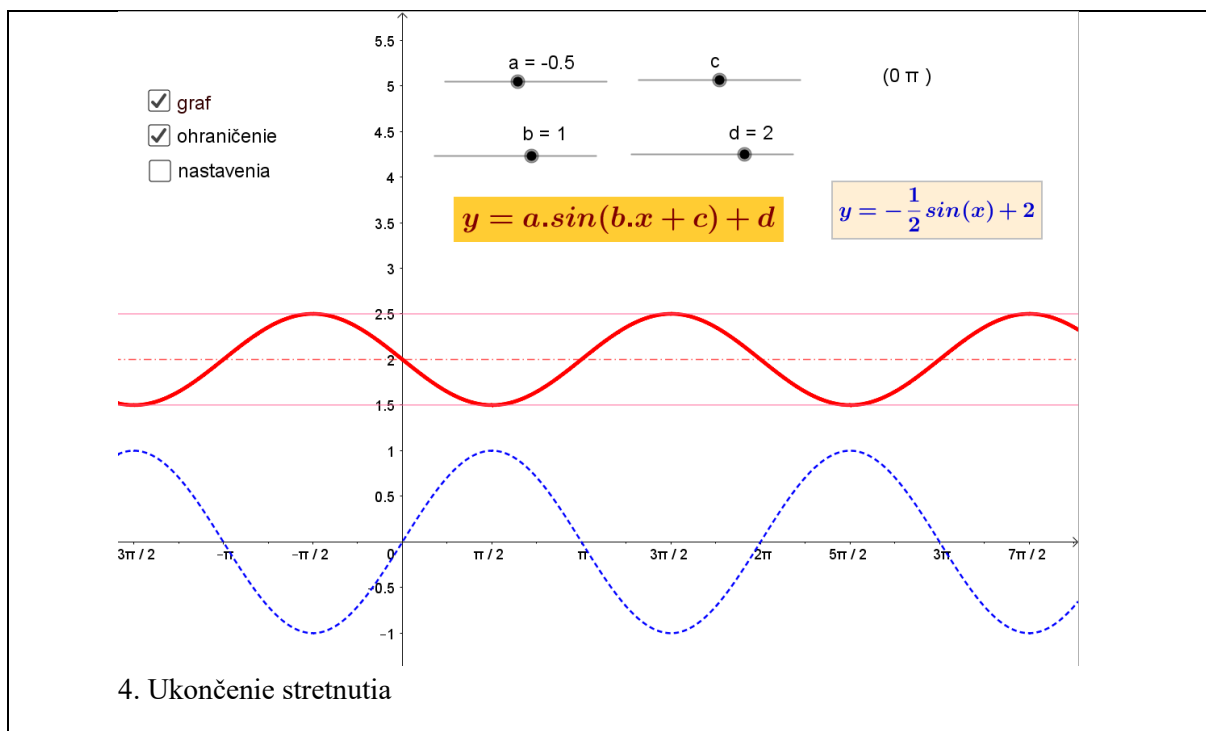 a = -0.5
c
(0 π )
graf
ohraničenie
b = 1
d = 2
nastavenia
y = a.sin(b.x + c) + d
y = -1/2 sin(x) + 2
5.5
5
4.5
4
3.5
3
2.5
2
1.5
1
0.5
3π / 2
-π
-π / 2
0
π / 2
π
3π / 2
2π
5π / 2
3π
7π / 2
-0.5
-1
4. Ukončenie stretnutia